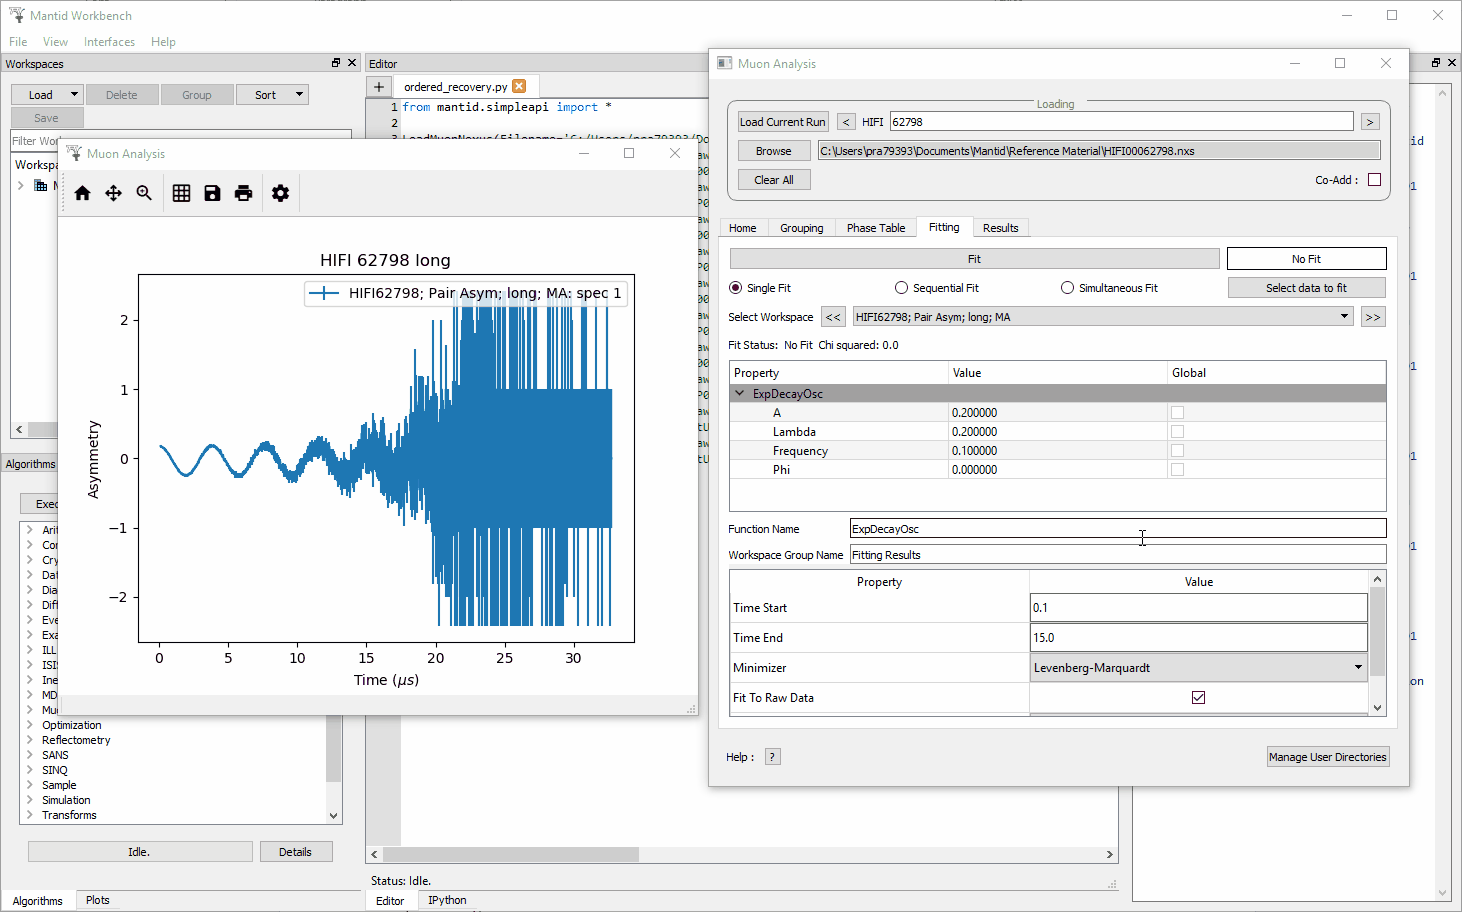 Mantid Workbench
File View Interfaces Help
Workspaces
Load Delete Group Sort
Save
Filter Wor
Workspa
Algorithms
Exec
Ari
Cor
Cry
Dat
Dia
Dif
Eve
Exa
ILL
ISIS
Ine
MD
Mu
Optimization
Reflectometry
SANS
SINQ
Sample
Simulation
Transforms
Idle. Details
Algorithms Plots
Editor
+ ordered_recovery.py
1 from mantid.simpleapi import *
2
3
Status: Idle.
Editor IPython
Muon Analysis
HIFI 62798 long
HIFI62798; Pair Asym; long; MA: spec 1
Asymmetry
2
1
0
−1
−2
0 5 10 15 20 25 30
Time (μs)
Muon Analysis
Loading
Load Current Run < HIFI 62798 >
Browse C:\Users\pra79393\Documents\Mantid\Reference Material\HIFI00062798.nxs
Clear All Co-Add :
Home Grouping Phase Table Fitting Results
Fit No Fit
Single Fit Sequential Fit Simultaneous Fit Select data to fit
Select Workspace << HIFI62798; Pair Asym; long; MA >>
Fit Status: No Fit Chi squared: 0.0
Property Value Global
ExpDecayOsc
A 0.200000
Lambda 0.200000
Frequency 0.100000
Phi 0.000000
Function Name ExpDecayOsc
Workspace Group Name Fitting Results
Property Value
Time Start 0.1
Time End 15.0
Minimizer Levenberg-Marquardt
Fit To Raw Data
Help : ? Manage User Directories